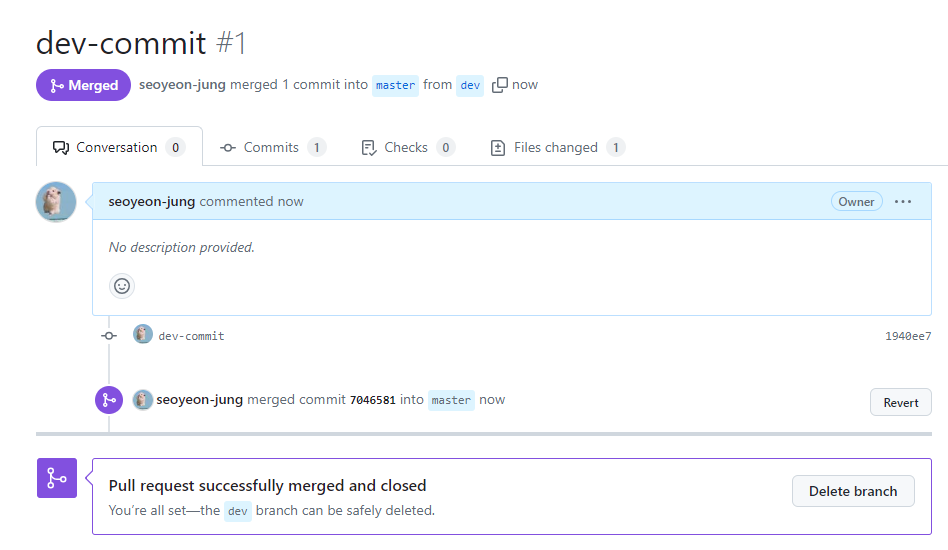 dev-commit #1
Merged seoyeon-jung merged 1 commit into master from dev now
Conversation 0 Commits 1 Checks 0 Files changed 1
seoyeon-jung commented now Owner
No description provided.
dev-commit 1940ee7
seoyeon-jung merged commit 7046581 into master now Revert
Pull request successfully merged and closed
You’re all set—the dev branch can be safely deleted.
Delete branch